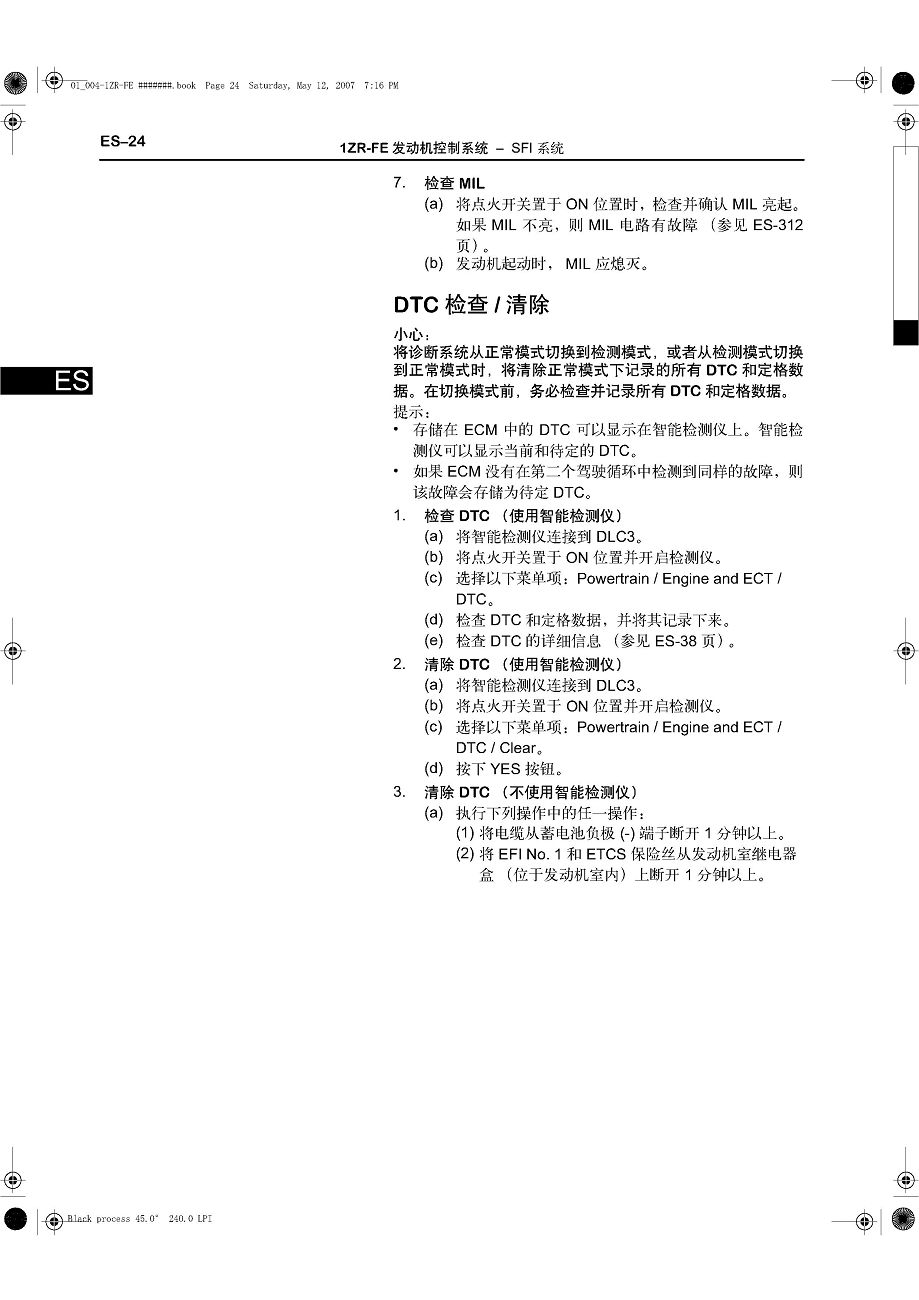 01_004-1ZR-FE #######.book Page 24 Saturday, May 12, 2007 7:16 PM
ES–24
1ZR-FE 发动机控制系统 – SFI 系统
7. 检查 MIL
(a) 将点火开关置于 ON 位置时，检查并确认 MIL 亮起。
如果 MIL 不亮，则 MIL 电路有故障 （参见 ES-312
页）。
(b) 发动机起动时， MIL 应熄灭。
DTC 检查 / 清除
小心：
将诊断系统从正常模式切换到检测模式，或者从检测模式切换
到正常模式时，将清除正常模式下记录的所有 DTC 和定格数
据。在切换模式前，务必检查并记录所有 DTC 和定格数据。
ES
提示：
• 存储在 ECM 中的 DTC 可以显示在智能检测仪上。智能检
测仪可以显示当前和待定的 DTC。
• 如果 ECM 没有在第二个驾驶循环中检测到同样的故障，则
该故障会存储为待定 DTC。
1. 检查 DTC （使用智能检测仪）
(a) 将智能检测仪连接到 DLC3。
(b) 将点火开关置于 ON 位置并开启检测仪。
(c) 选择以下菜单项：Powertrain / Engine and ECT /
DTC。
(d) 检查 DTC 和定格数据，并将其记录下来。
(e) 检查 DTC 的详细信息 （参见 ES-38 页）。
2. 清除 DTC （使用智能检测仪）
(a) 将智能检测仪连接到 DLC3。
(b) 将点火开关置于 ON 位置并开启检测仪。
(c) 选择以下菜单项：Powertrain / Engine and ECT /
DTC / Clear。
(d) 按下 YES 按钮。
3. 清除 DTC （不使用智能检测仪）
(a) 执行下列操作中的任一操作：
(1) 将电缆从蓄电池负极 (-) 端子断开 1 分钟以上。
(2) 将 EFI No. 1 和 ETCS 保险丝从发动机室继电器
盒 （位于发动机室内）上断开 1 分钟以上。
Black process 45.0° 240.0 LPI